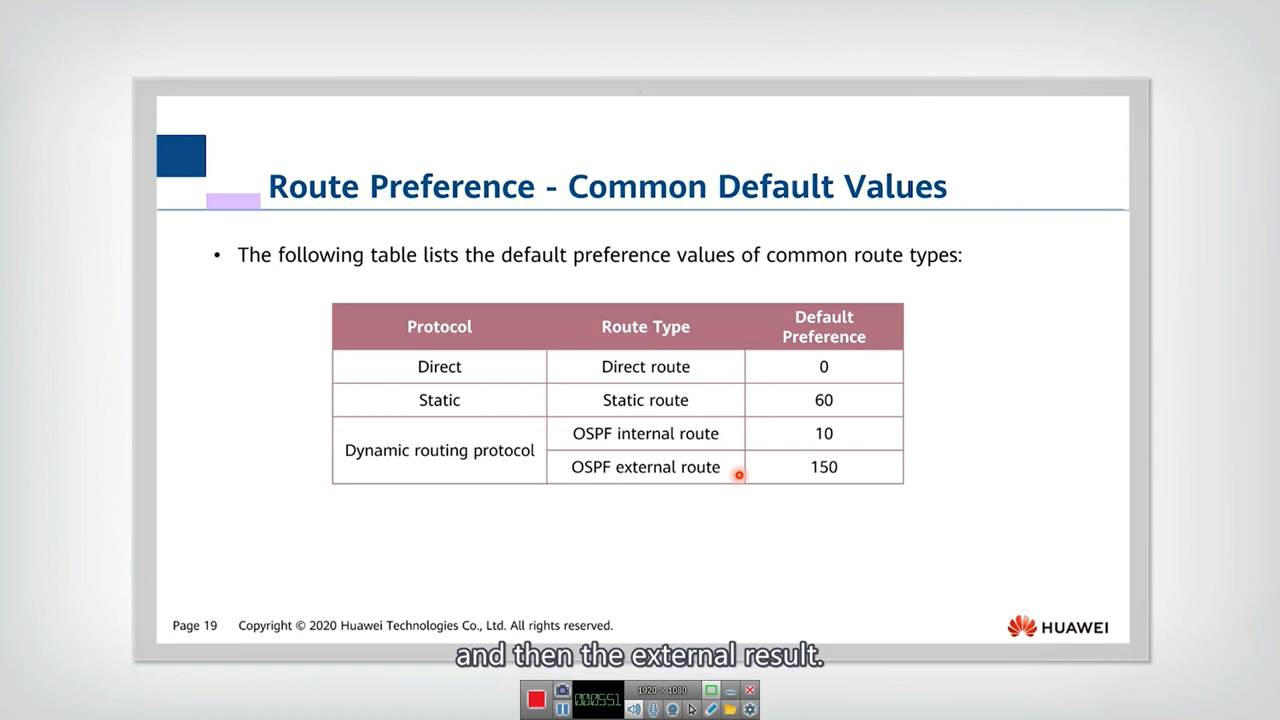 Route Preference - Common Default Values
• The following table lists the default preference values of common route types:
Protocol Route Type Default Preference
Direct Direct route 0
Static Static route 60
Dynamic routing protocol OSPF internal route 10
OSPF external route 150
Page 19 Copyright © 2020 Huawei Technologies Co., Ltd. All rights reserved.
HUAWEI
and then the external result.
1920 × 1080
000551